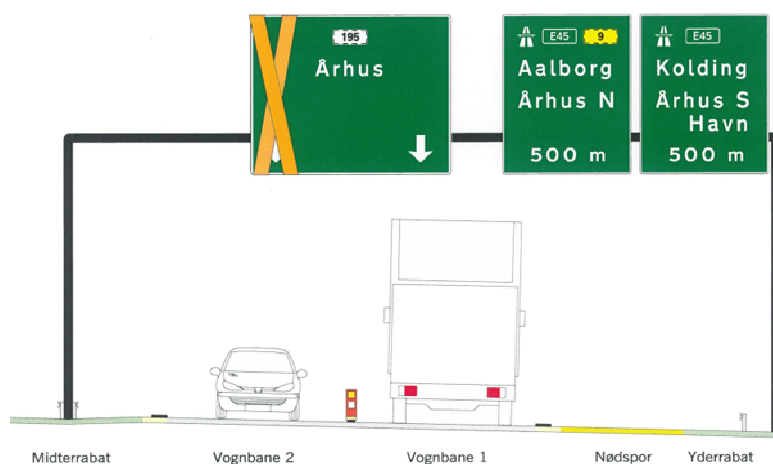 195
Århus
E45 9
Aalborg
Århus N
500 m
E45
Kolding
Århus S
Havn
500 m
Midterrabat
Vognbane 2
Vognbane 1
Nødspor
Yderrabat